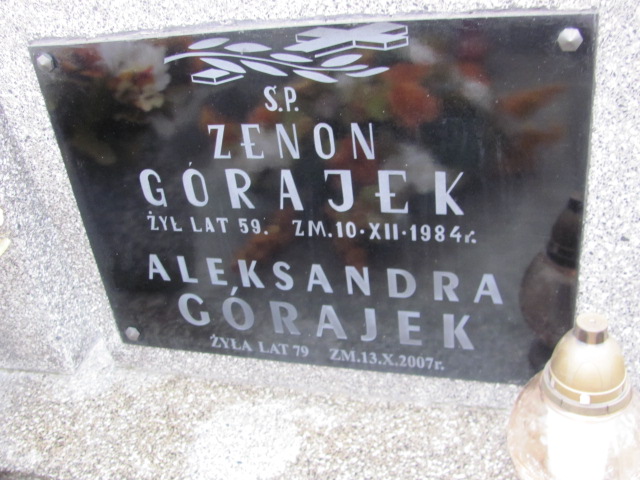 Ś.P.
ZENON
GÓRAJEK
ŻYŁ LAT 59. ZM.10·XII·1984r.
ALEKSANDRA
GÓRAJEK
ŻYŁA LAT 79 ZM.13.X.2007r.